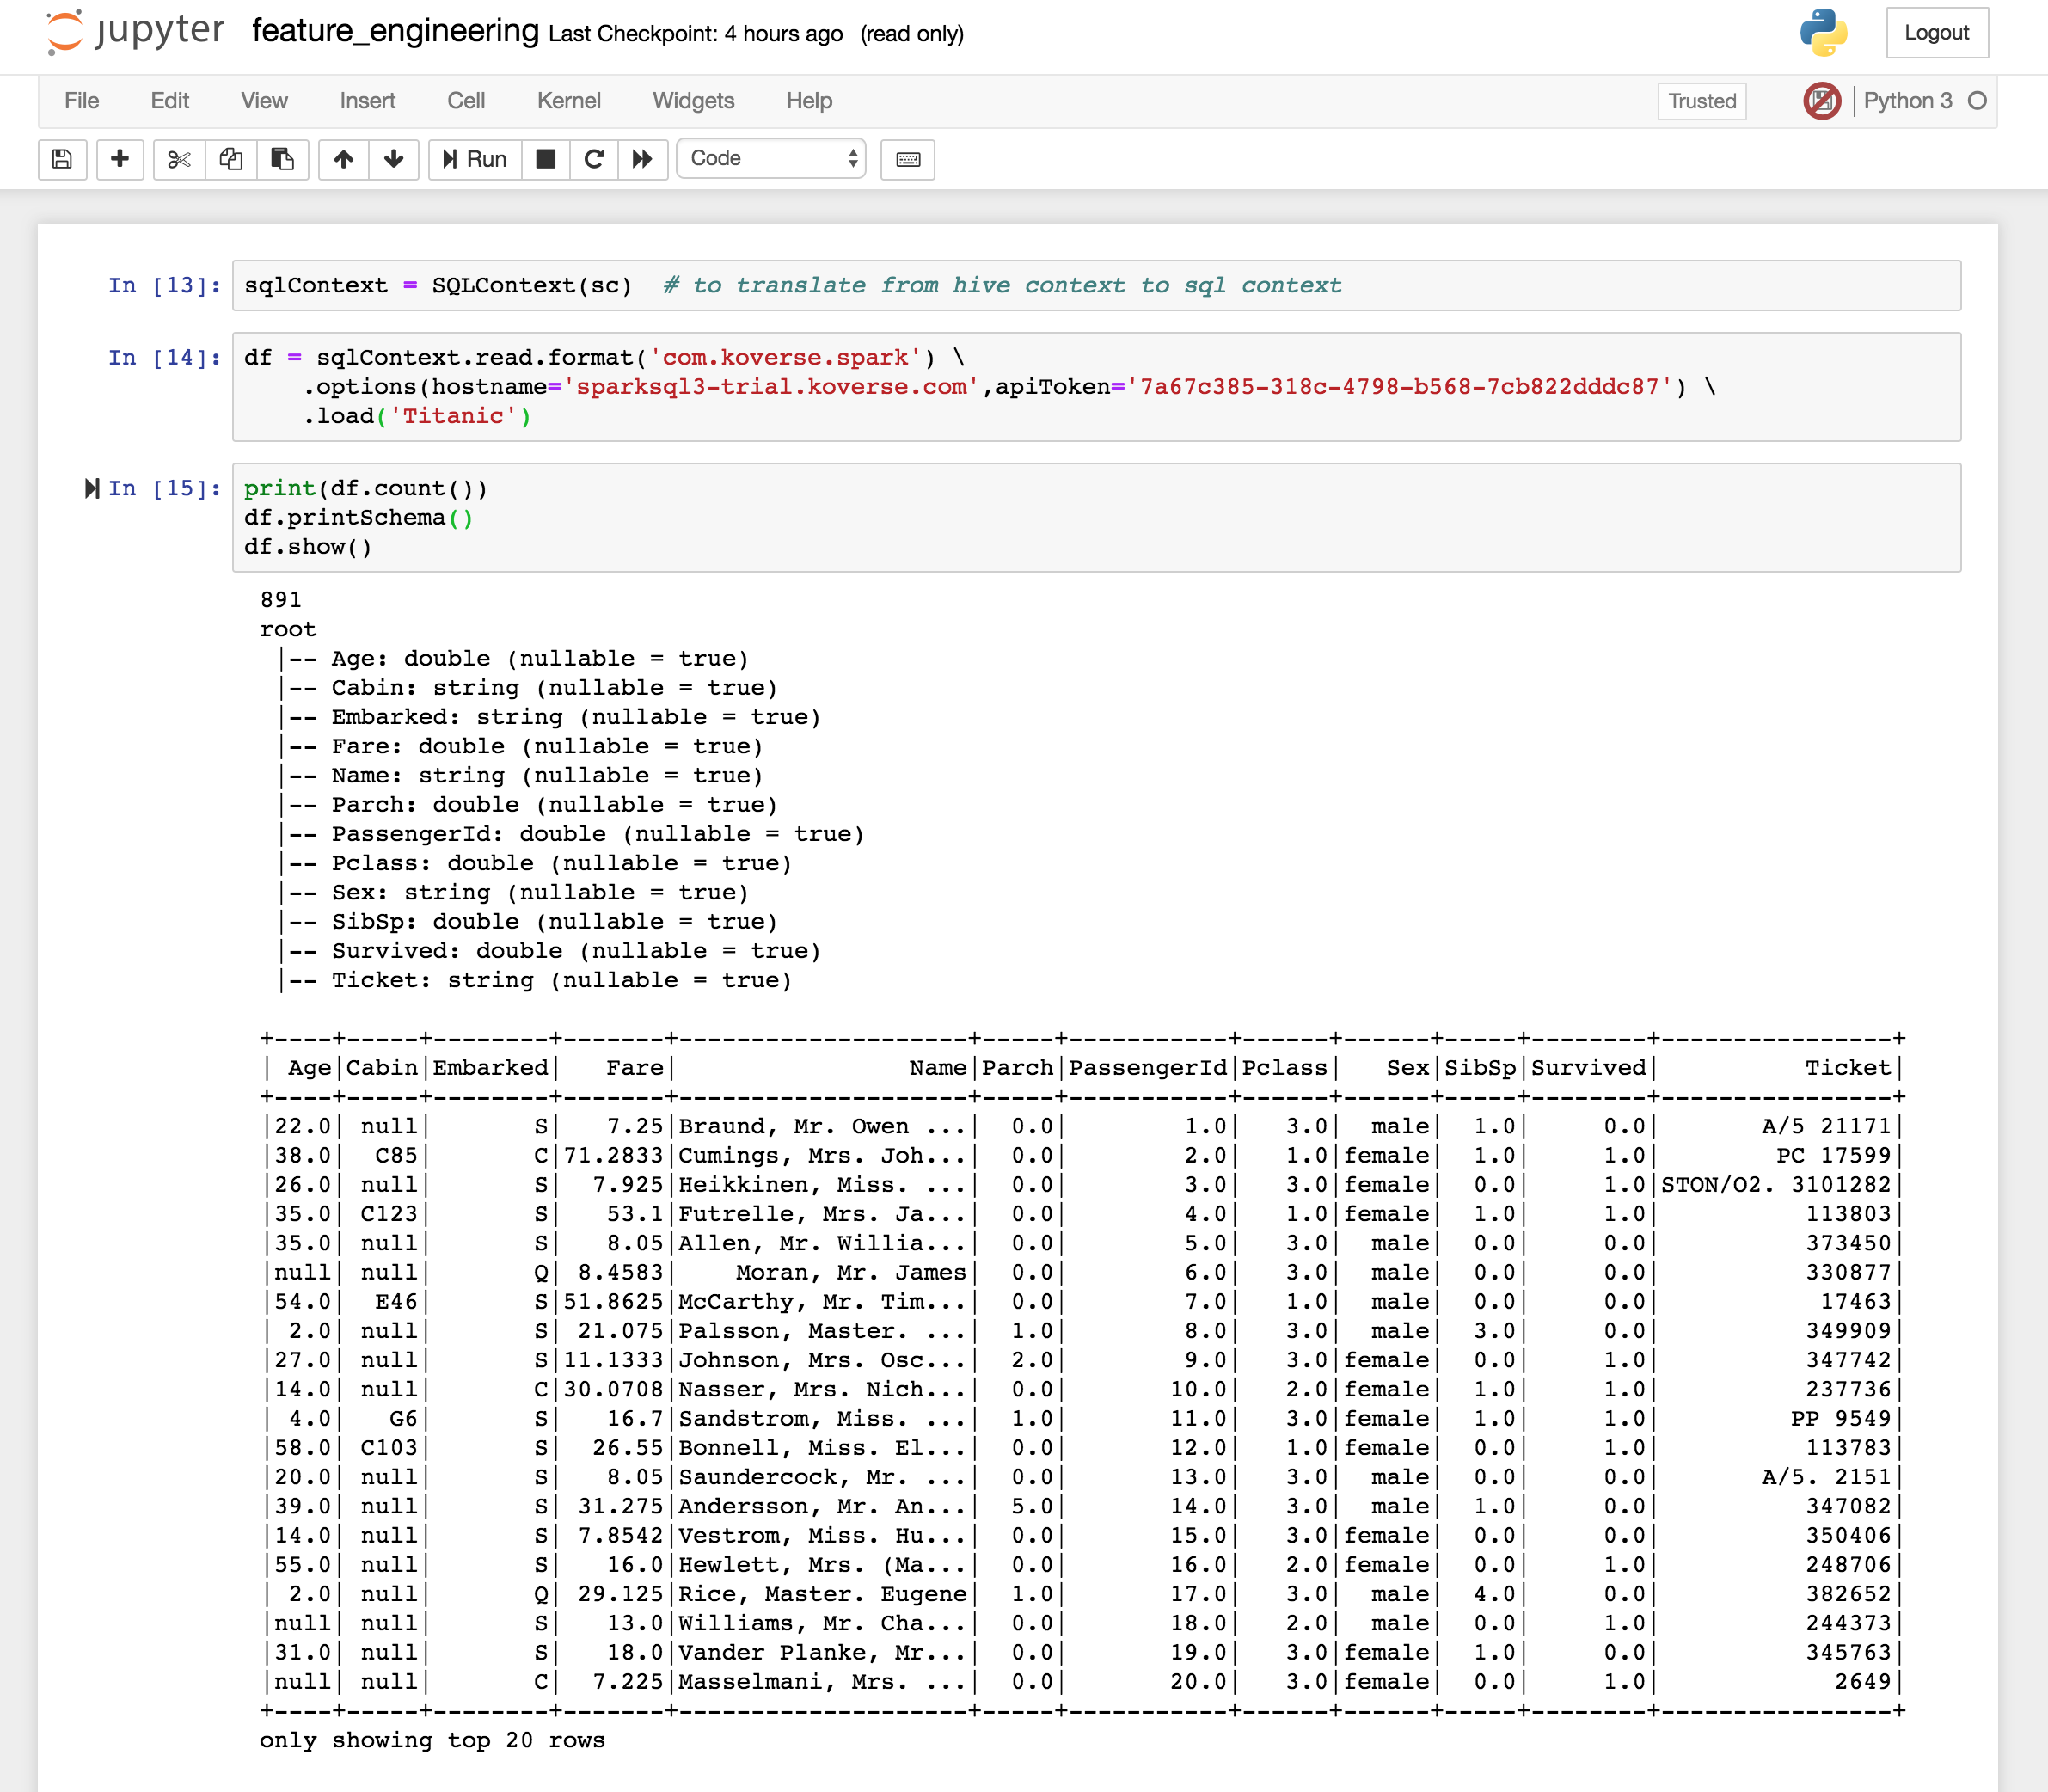 jupyter feature_engineering Last Checkpoint: 4 hours ago (read only) Logout
File Edit View Insert Cell Kernel Widgets Help Trusted Python 3
Run Code
In [13]: sqlContext = SQLContext(sc)  # to translate from hive context to sql context
In [14]: df = sqlContext.read.format('com.koverse.spark') \
    .options(hostname='sparksql3-trial.koverse.com',apiToken='7a67c385-318c-4798-b568-7cb822dddc87') \
    .load('Titanic')
In [15]: print(df.count())
df.printSchema()
df.show()
891
root
 |-- Age: double (nullable = true)
 |-- Cabin: string (nullable = true)
 |-- Embarked: string (nullable = true)
 |-- Fare: double (nullable = true)
 |-- Name: string (nullable = true)
 |-- Parch: double (nullable = true)
 |-- PassengerId: double (nullable = true)
 |-- Pclass: double (nullable = true)
 |-- Sex: string (nullable = true)
 |-- SibSp: double (nullable = true)
 |-- Survived: double (nullable = true)
 |-- Ticket: string (nullable = true)
+----+-----+--------+-------+--------------------+-----+-----------+------+------+-----+--------+----------------+
| Age|Cabin|Embarked|   Fare|                Name|Parch|PassengerId|Pclass|   Sex|SibSp|Survived|          Ticket|
+----+-----+--------+-------+--------------------+-----+-----------+------+------+-----+--------+----------------+
|22.0| null|       S|   7.25|Braund, Mr. Owen ...|  0.0|        1.0|   3.0|  male|  1.0|     0.0|       A/5 21171|
|38.0|  C85|       C|71.2833|Cumings, Mrs. Joh...|  0.0|        2.0|   1.0|female|  1.0|     1.0|        PC 17599|
|26.0| null|       S|  7.925|Heikkinen, Miss. ...|  0.0|        3.0|   3.0|female|  0.0|     1.0|STON/O2. 3101282|
|35.0| C123|       S|   53.1|Futrelle, Mrs. Ja...|  0.0|        4.0|   1.0|female|  1.0|     1.0|          113803|
|35.0| null|       S|   8.05|Allen, Mr. Willia...|  0.0|        5.0|   3.0|  male|  0.0|     0.0|          373450|
|null| null|       Q| 8.4583|    Moran, Mr. James|  0.0|        6.0|   3.0|  male|  0.0|     0.0|          330877|
|54.0|  E46|       S|51.8625|McCarthy, Mr. Tim...|  0.0|        7.0|   1.0|  male|  0.0|     0.0|           17463|
| 2.0| null|       S| 21.075|Palsson, Master. ...|  1.0|        8.0|   3.0|  male|  3.0|     0.0|          349909|
|27.0| null|       S|11.1333|Johnson, Mrs. Osc...|  2.0|        9.0|   3.0|female|  0.0|     1.0|          347742|
|14.0| null|       C|30.0708|Nasser, Mrs. Nich...|  0.0|       10.0|   2.0|female|  1.0|     1.0|          237736|
| 4.0|   G6|       S|   16.7|Sandstrom, Miss. ...|  1.0|       11.0|   3.0|female|  1.0|     1.0|         PP 9549|
|58.0| C103|       S|  26.55|Bonnell, Miss. El...|  0.0|       12.0|   1.0|female|  0.0|     1.0|          113783|
|20.0| null|       S|   8.05|Saundercock, Mr. ...|  0.0|       13.0|   3.0|  male|  0.0|     0.0|       A/5. 2151|
|39.0| null|       S| 31.275|Andersson, Mr. An...|  5.0|       14.0|   3.0|  male|  1.0|     0.0|          347082|
|14.0| null|       S| 7.8542|Vestrom, Miss. Hu...|  0.0|       15.0|   3.0|female|  0.0|     0.0|          350406|
|55.0| null|       S|   16.0|Hewlett, Mrs. (Ma...|  0.0|       16.0|   2.0|female|  0.0|     1.0|          248706|
| 2.0| null|       Q| 29.125|Rice, Master. Eugene|  1.0|       17.0|   3.0|  male|  4.0|     0.0|          382652|
|null| null|       S|   13.0|Williams, Mr. Cha...|  0.0|       18.0|   2.0|  male|  0.0|     1.0|          244373|
|31.0| null|       S|   18.0|Vander Planke, Mr...|  0.0|       19.0|   3.0|female|  1.0|     0.0|          345763|
|null| null|       C|  7.225|Masselmani, Mrs. ...|  0.0|       20.0|   3.0|female|  0.0|     1.0|            2649|
+----+-----+--------+-------+--------------------+-----+-----------+------+------+-----+--------+----------------+
only showing top 20 rows